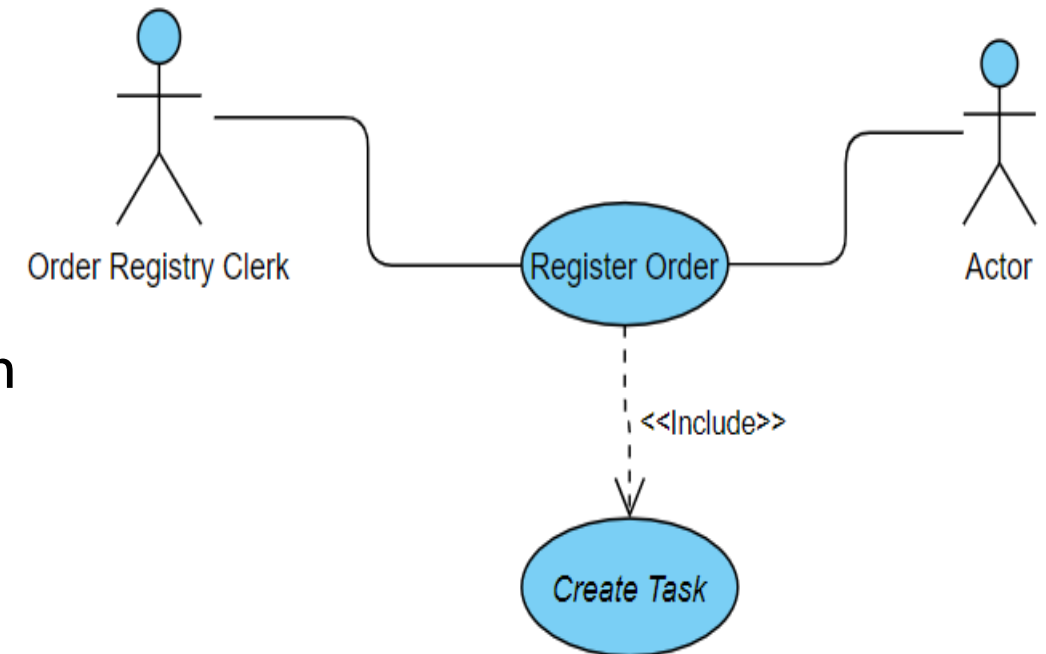 Order Registry Clerk
Register Order
Actor
n
<<Include>>
Create Task